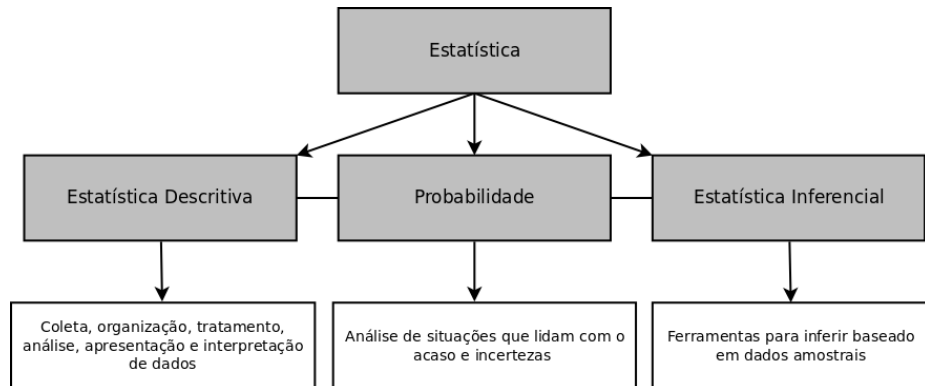 Estatística
Estatística Descritiva
Probabilidade
Estatística Inferencial
Coleta, organização, tratamento,
análise, apresentação e interpretação
de dados
Análise de situações que lidam com o
acaso e incertezas
Ferramentas para inferir baseado
em dados amostrais